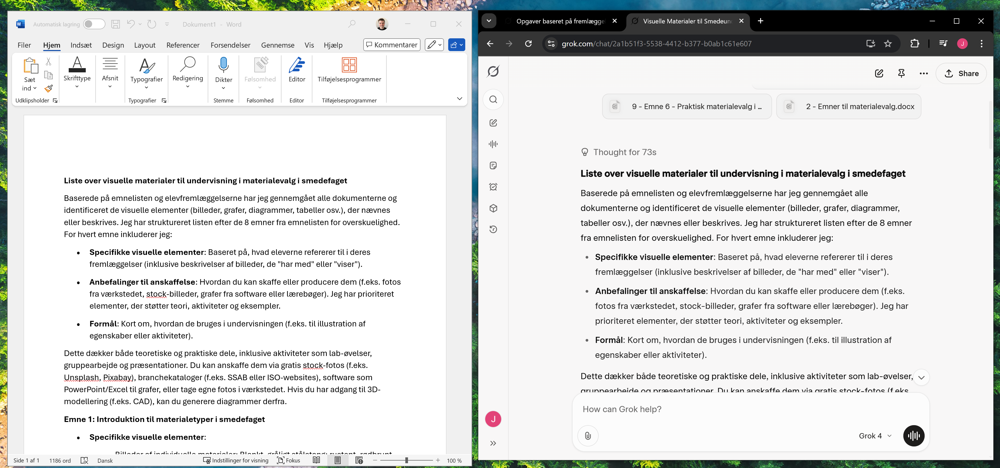 Automatisk lagring
Dokument1 - Word
Filer Hjem Indsæt Design Layout Referencer Forsendelser Gennemse Vis Hjælp Kommentarer
Sæt ind
Skrifttype
Afsnit
Typografier
Redigering
Dikter
Følsomhed
Editor
Tilføjelsesprogrammer
Udklipsholder Typografier Stemme Følsomhed Editor Tilføjelsesprogrammer
Liste over visuelle materialer til undervisning i materialevalg i smedefaget
Baserede på emnelisten og elevfremlæggelserne har jeg gennemgået alle dokumenterne og
identificeret de visuelle elementer (billeder, grafer, diagrammer, tabeller osv.), der nævnes
eller beskrives. Jeg har struktureret listen efter de 8 emner fra emnelisten for overskuelighed.
For hvert emne inkluderer jeg:
• Specifikke visuelle elementer: Baseret på, hvad eleverne refererer til i deres
fremlæggelser (inklusive beskrivelser af billeder, de "har med" eller "viser").
• Anbefalinger til anskaffelse: Hvordan du kan skaffe eller producere dem (f.eks. fotos
fra værkstedet, stock-billeder, grafer fra software eller lærebøger). Jeg har prioriteret
elementer, der støtter teori, aktiviteter og eksempler.
• Formål: Kort om, hvordan de bruges i undervisningen (f.eks. til illustration af
egenskaber eller aktiviteter).
Dette dækker både teoretiske og praktiske dele, inklusive aktiviteter som lab-øvelser,
gruppearbejde og præsentationer. Du kan anskaffe dem via gratis stock-fotos (f.eks.
Unsplash, Pixabay), branchekataloger (f.eks. SSAB eller ISO-websites), software som
PowerPoint/Excel til grafer, eller tage egne fotos i værkstedet. Hvis du har adgang til 3D-
modellering (f.eks. CAD), kan du generere diagrammer derfra.
Emne 1: Introduktion til materialetyper i smedefaget
• Specifikke visuelle elementer:
Billeder af individuelle materialer: Blankt, gråligt stålstang; rustent, rødbrunt
Side 1 af 1 1186 ord Dansk Indstillinger for visning Fokus 100 %
Opgaver baseret på fremlægge
Visuelle Materialer til Smedeun
grok.com/chat/2a1b51f3-5538-4412-b377-b0ab1c61e607
J
Share
9 - Emne 6 - Praktisk materialevalg i ...
2 - Emner til materialevalg.docx
Thought for 73s
Liste over visuelle materialer til undervisning i materialevalg i smedefaget
Baserede på emnelisten og elevfremlæggelserne har jeg gennemgået alle
dokumenterne og identificeret de visuelle elementer (billeder, grafer, diagrammer,
tabeller osv.), der nævnes eller beskrives. Jeg har struktureret listen efter de 8 emner
fra emnelisten for overskuelighed. For hvert emne inkluderer jeg:
• Specifikke visuelle elementer: Baseret på, hvad eleverne refererer til i deres
fremlæggelser (inklusive beskrivelser af billeder, de "har med" eller "viser").
• Anbefalinger til anskaffelse: Hvordan du kan skaffe eller producere dem (f.eks.
fotos fra værkstedet, stock-billeder, grafer fra software eller lærebøger). Jeg har
prioriteret elementer, der støtter teori, aktiviteter og eksempler.
• Formål: Kort om, hvordan de bruges i undervisningen (f.eks. til illustration af
egenskaber eller aktiviteter).
Dette dækker både teoretiske og praktiske dele, inklusive aktiviteter som lab-øvelser,
gruppearbejde og præsentationer. Du kan anskaffe dem via gratis stock-fotos (f.eks.
How can Grok help?
Grok 4
J